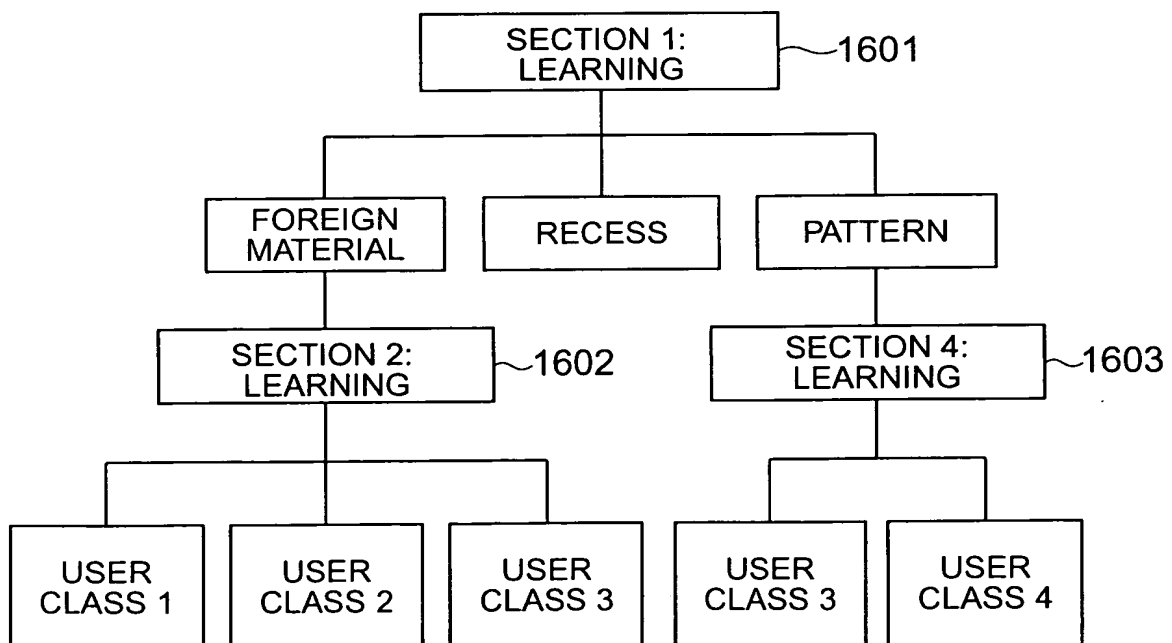 SECTION 1:
LEARNING
1601
FOREIGN
MATERIAL
RECESS
PATTERN
SECTION 2:
LEARNING
1602
SECTION 4:
LEARNING
1603
USER
CLASS 1
USER
CLASS 2
USER
CLASS 3
USER
CLASS 3
USER
CLASS 4